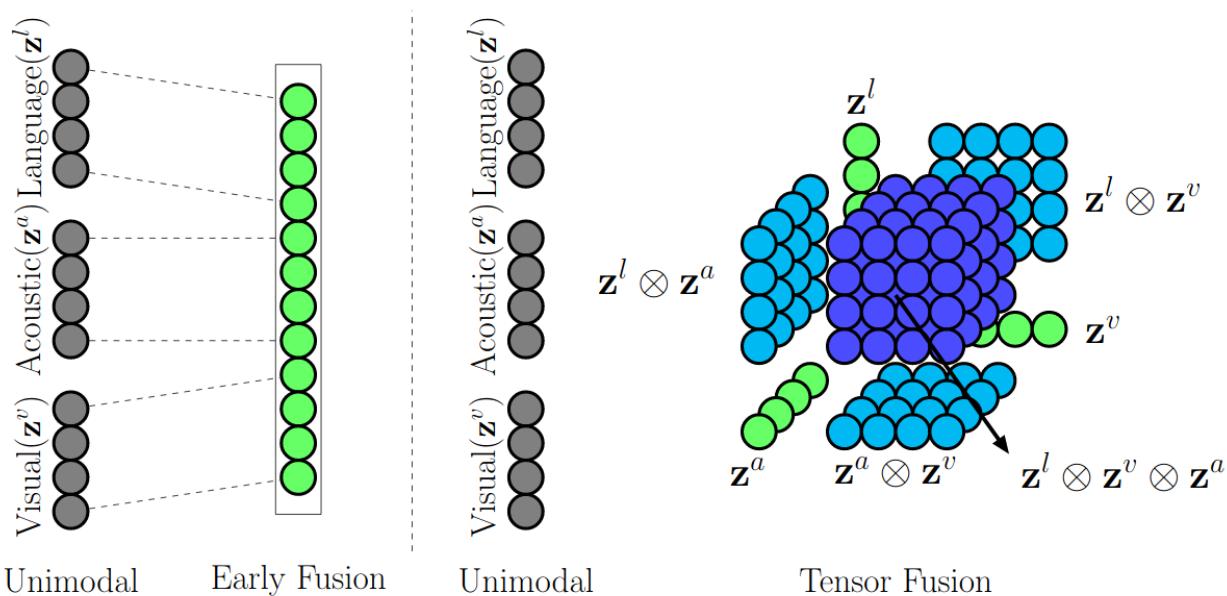 Language(z^l)
Acoustic(z^a)
Visual(z^v)
Unimodal
Early Fusion
Language(z^l)
Acoustic(z^a)
Visual(z^v)
Unimodal
z^l
z^l ⊗ z^v
z^l ⊗ z^a
z^v
z^a
z^a ⊗ z^v
z^l ⊗ z^v ⊗ z^a
Tensor Fusion